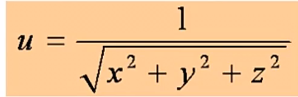 u = 1 / √(x² + y² + z²)